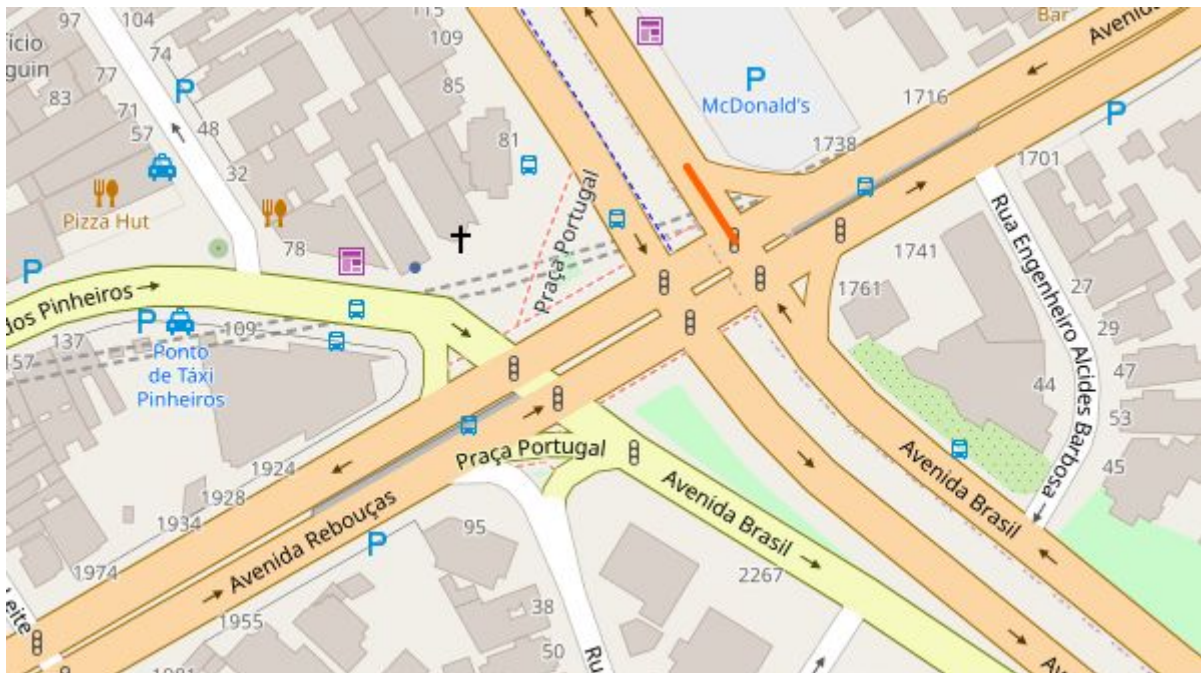 97
104
115
109
Bar
Avenida
fício
guin
74
77
85
83
71
57
48
81
32
McDonald's
1716
1738
1701
Pizza Hut
Praça Portugal
78
1741
1761
Rua Engenheiro Alcides Barbosa
27
29
dos Pinheiros
137
109
157
Ponto
de Táxi
Pinheiros
44
47
53
45
Praça Portugal
1924
1928
1934
1974
Avenida Rebouças
95
Avenida Brasil
Avenida Brasil
2267
1955
38
50
Leite
Ru
1981
Av